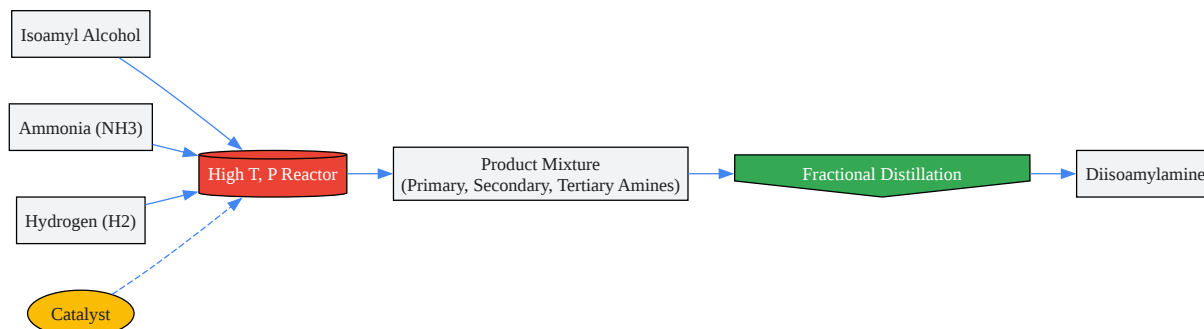 Isoamyl Alcohol
Ammonia (NH3)
Hydrogen (H2)
Catalyst
High T, P Reactor
Product Mixture
(Primary, Secondary, Tertiary Amines)
Fractional Distillation
Diisoamylamine